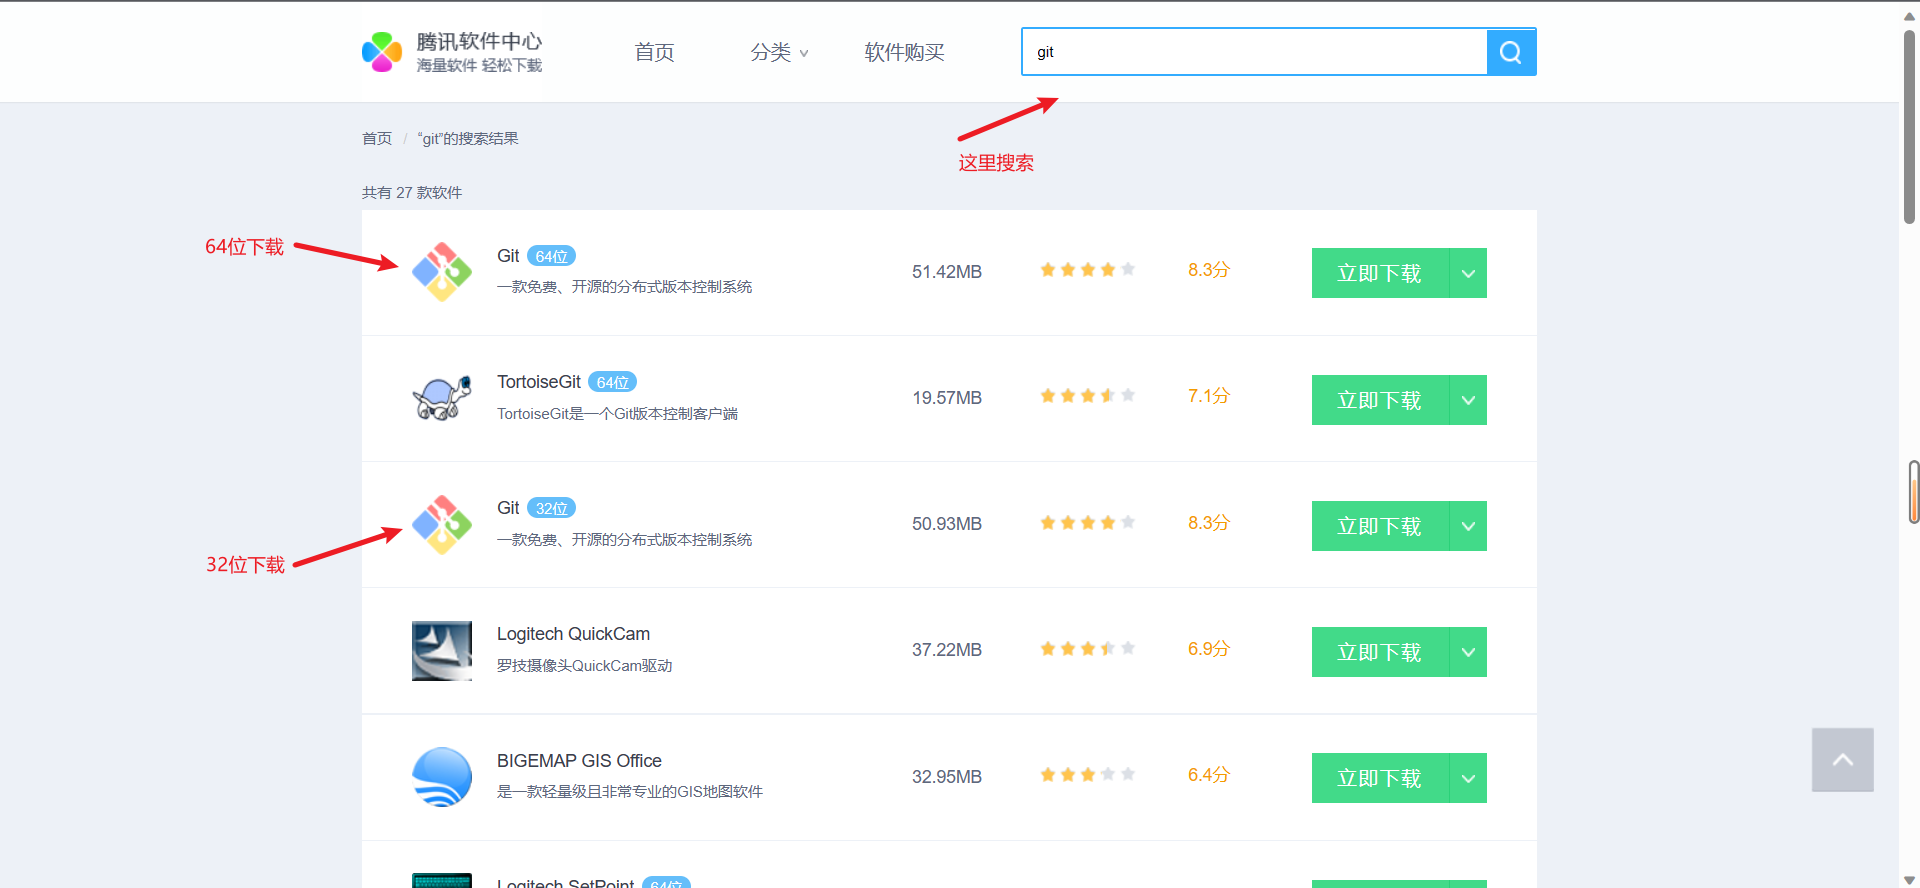 腾讯软件中心
海量软件 轻松下载
首页
分类
软件购买
git
首页 / “git”的搜索结果
这里搜索
共有 27 款软件
64位下载
Git 64位
一款免费、开源的分布式版本控制系统
51.42MB
8.3分
立即下载
TortoiseGit 64位
TortoiseGit是一个Git版本控制客户端
19.57MB
7.1分
立即下载
32位下载
Git 32位
一款免费、开源的分布式版本控制系统
50.93MB
8.3分
立即下载
Logitech QuickCam
罗技摄像头QuickCam驱动
37.22MB
6.9分
立即下载
BIGEMAP GIS Office
是一款轻量级且非常专业的GIS地图软件
32.95MB
6.4分
立即下载
Logitech SetPoint 64位